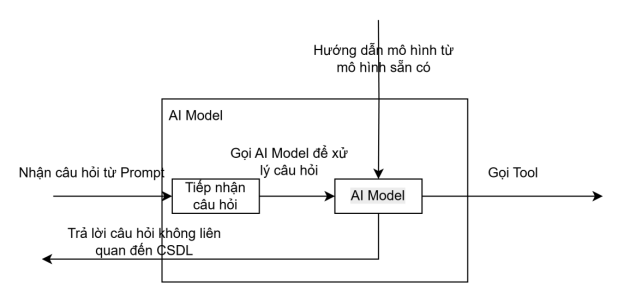 Hướng dẫn mô hình từ
mô hình sẵn có
AI Model
Gọi AI Model để xử
lý câu hỏi
Nhận câu hỏi từ Prompt
Tiếp nhận
câu hỏi
AI Model
Gọi Tool
Trả lời câu hỏi không liên
quan đến CSDL